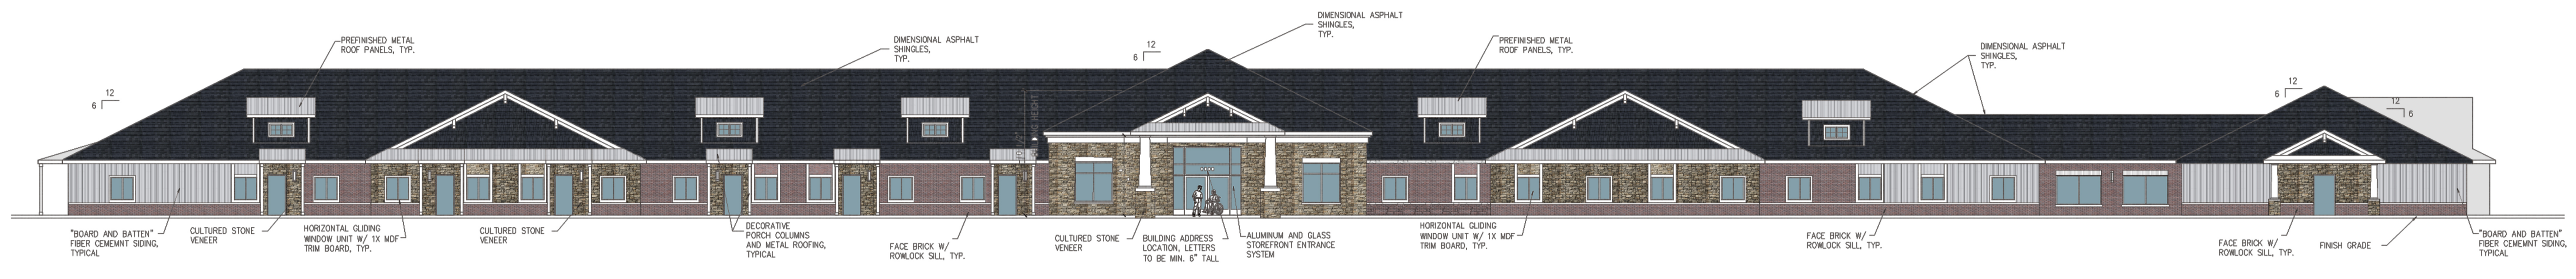 DIMENSIONAL ASPHALT
SHINGLES,
TYP.
PREFINISHED METAL
ROOF PANELS, TYP.
DIMENSIONAL ASPHALT
SHINGLES,
TYP.
12
6
PREFINISHED METAL
ROOF PANELS, TYP.
DIMENSIONAL ASPHALT
SHINGLES,
TYP.
12
6
12
6
12
6
"BOARD AND BATTEN"
FIBER CEMEMNT SIDING,
TYPICAL
CULTURED STONE
VENEER
HORIZONTAL GLIDING
WINDOW UNIT W/ 1X MDF
TRIM BOARD, TYP.
CULTURED STONE
VENEER
DECORATIVE
PORCH COLUMNS
AND METAL ROOFING,
TYPICAL
FACE BRICK W/
ROWLOCK SILL, TYP.
CULTURED STONE
VENEER
BUILDING ADDRESS
LOCATION, LETTERS
TO BE MIN. 6" TALL
ALUMINUM AND GLASS
STOREFRONT ENTRANCE
SYSTEM
HORIZONTAL GLIDING
WINDOW UNIT W/ 1X MDF
TRIM BOARD, TYP.
FACE BRICK W/
ROWLOCK SILL, TYP.
FACE BRICK W/
ROWLOCK SILL, TYP.
FINISH GRADE
"BOARD AND BATTEN"
FIBER CEMEMNT SIDING,
TYPICAL